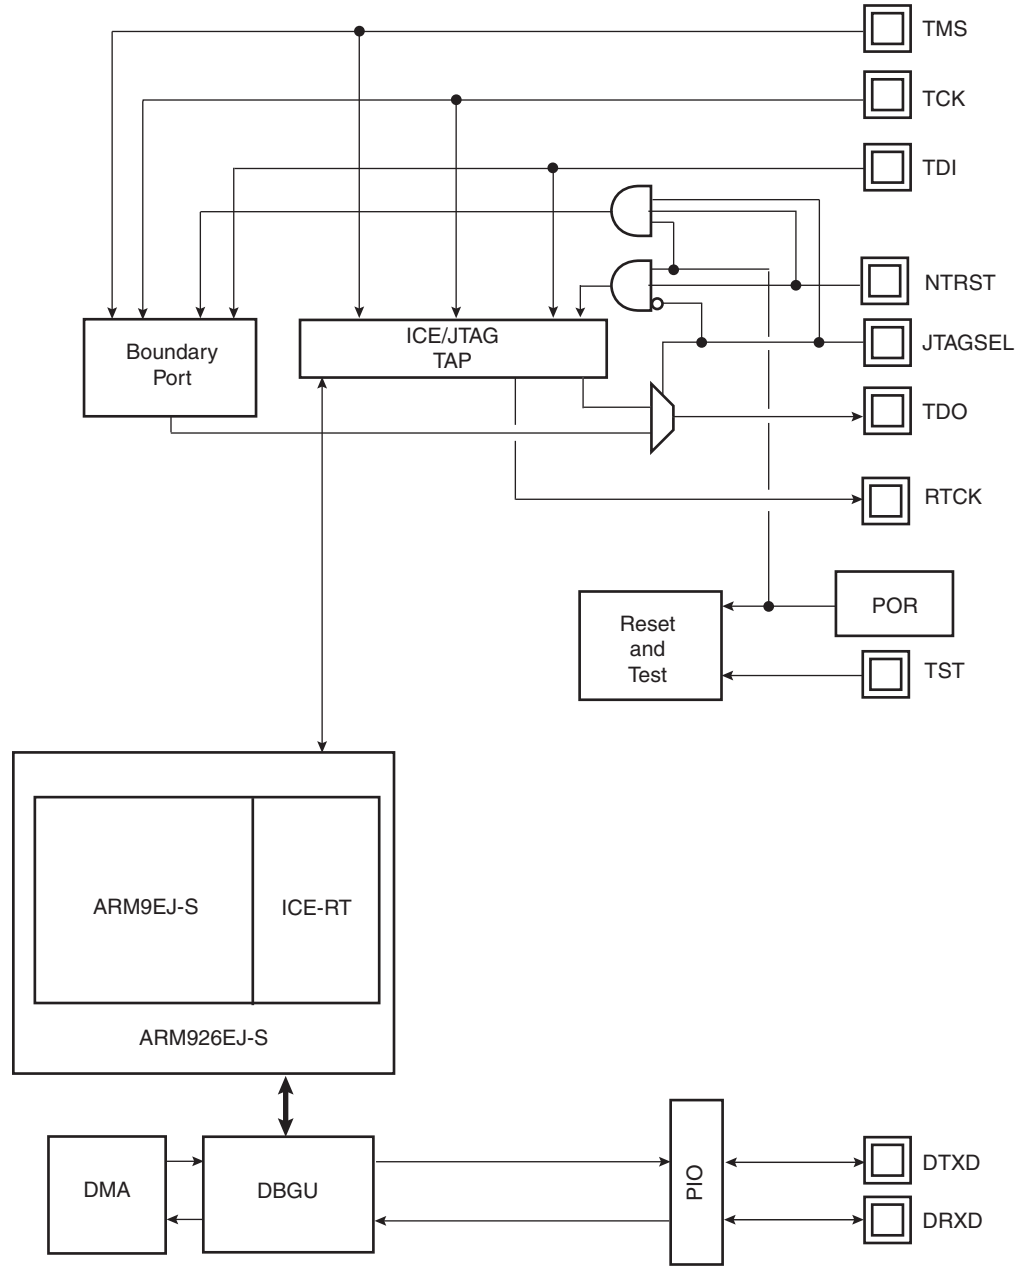 TMS
TCK
TDI
NTRST
ICE/JTAG
TAP
JTAGSEL
Boundary
Port
TDO
RTCK
POR
Reset
and
Test
TST
ARM9EJ-S
ICE-RT
ARM926EJ-S
DTXD
PIO
DMA
DBGU
DRXD